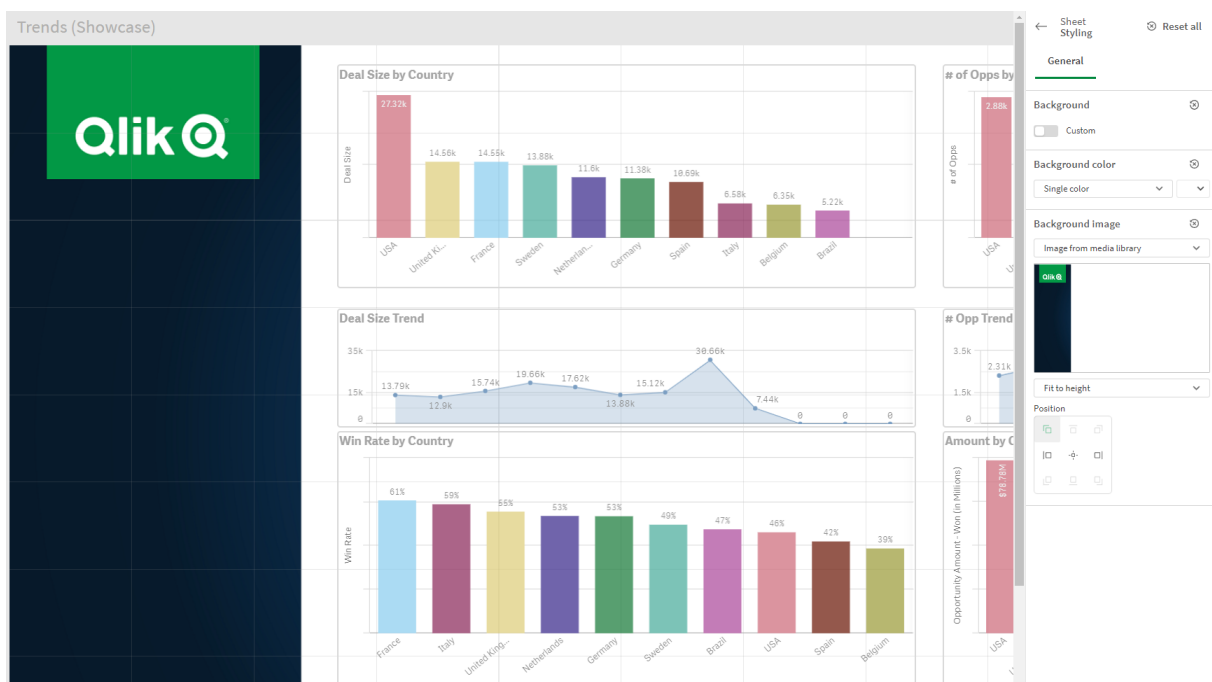 Trends (Showcase)
Qlik
Deal Size by Country
Deal Size
27.32k
14.56k
14.55k
13.88k
11.6k
11.38k
10.69k
6.58k
6.35k
5.22k
USA
United Ki...
France
Sweden
Netherlan...
Germany
Spain
Italy
Belgium
Brazil
# of Opps by
# of Opps
2.88k
USA
Deal Size Trend
35k
15k
0
13.79k
12.9k
15.74k
19.66k
17.62k
13.88k
15.12k
30.66k
7.44k
0
0
0
# Opp Trend
3.5k
1.5k
0
2.31k
Win Rate by Country
Win Rate
61%
59%
55%
53%
53%
49%
47%
46%
42%
39%
France
Italy
United King...
Netherlands
Germany
Sweden
Brazil
USA
Spain
Belgium
Amount by C
Opportunity Amount - Won (in Millions)
$78.78M
USA
Sheet
Styling
Reset all
General
Background
Custom
Background color
Single color
Background image
Image from media library
Qlik
Fit to height
Position